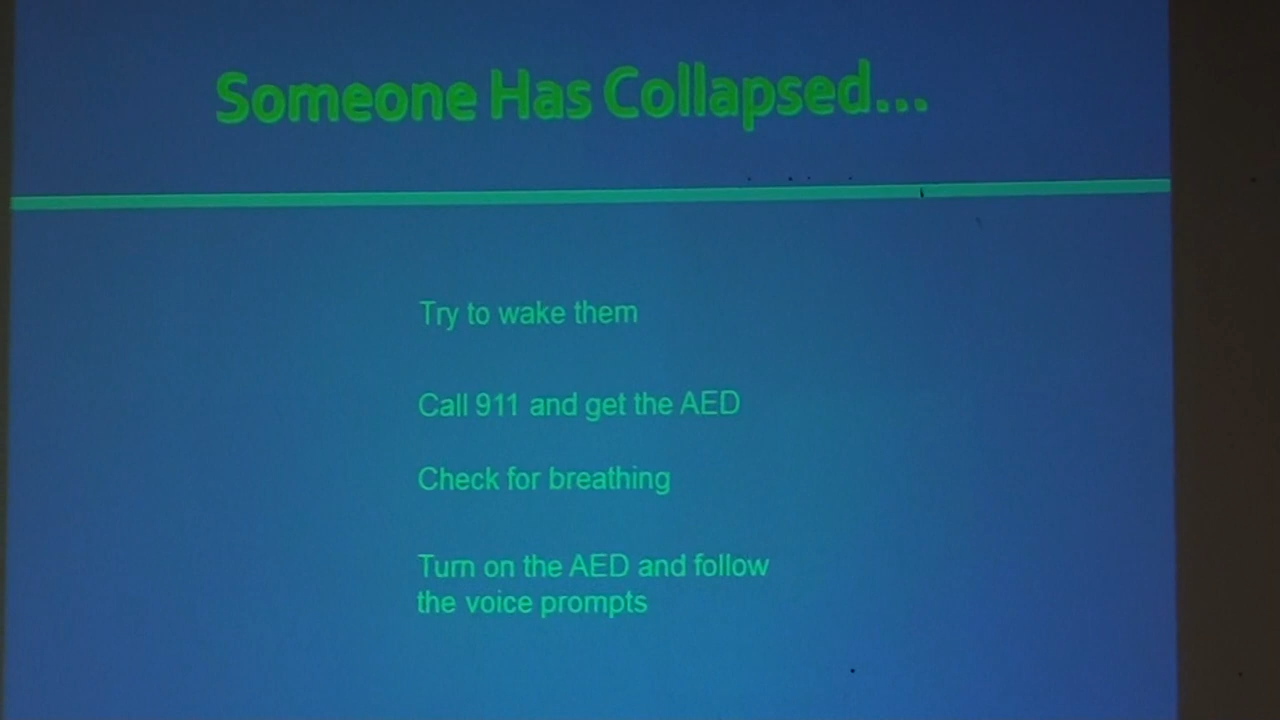 Someone Has Collapsed...
Try to wake them
Call 911 and get the AED
Check for breathing
Turn on the AED and follow
the voice prompts